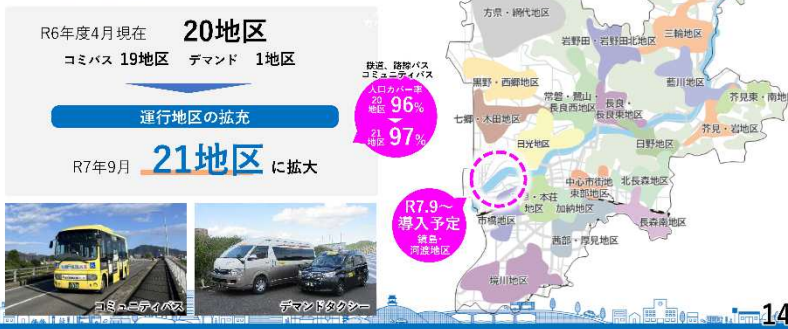 R6年度4月現在 20地区
コミバス 19地区 デマンド 1地区
運行地区の拡充
R7年9月 21地区 に拡大
鉄道、路線バス
コミュニティバス
人口カバー率
20地区 96%
21地区 97%
コミュニティバス
デマンドタクシー
方県・網代地区
岩野田・岩野田北地区
三輪地区
黒野・西郷地区
常磐・鷺山・
長良西地区
長良・
長良東地区
藍川地区
芥見東・南地
七郷・木田地区
日光地区
日野地区
芥見・岩地区
R7.9~
導入予定
鏡島・
河渡地区
・本荘
地区
中心市街地
東部地区
北長森地区
加納地区
市橋地区
長森南地区
茜部・厚見地区
境川地区
14